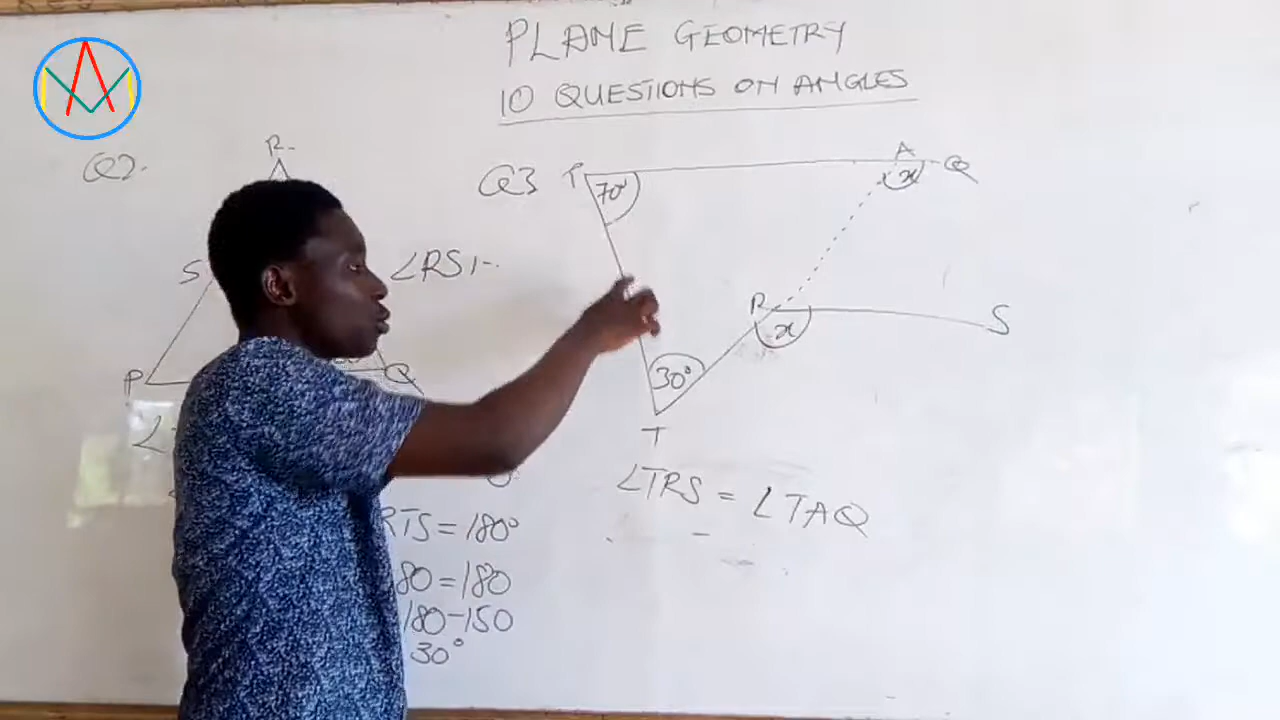 PLANE GEOMETRY
10 QUESTIONS ON ANGLES
Q2.
R
S
P
Q
∠RST
RTS = 180°
80 = 180
180-150
30°
Q3
P
70°
A
Q
x
R
x
S
30°
T
∠TRS = ∠TAQ